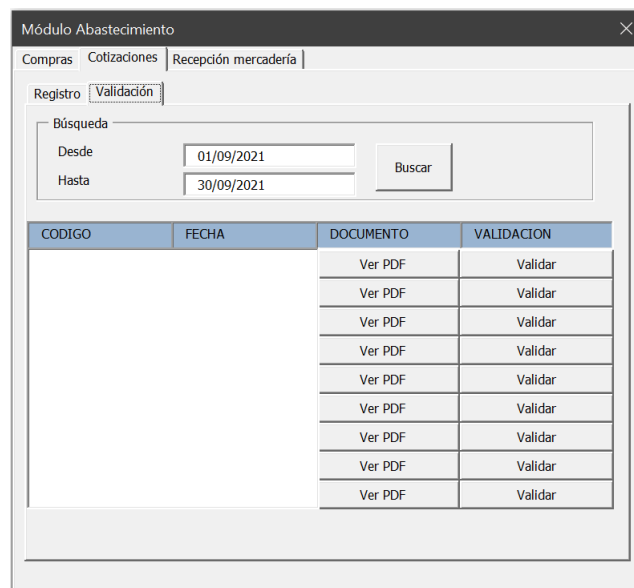 Módulo Abastecimiento
Compras Cotizaciones Recepción mercadería
Registro Validación
Búsqueda
Desde 01/09/2021
Buscar
Hasta 30/09/2021
CODIGO FECHA DOCUMENTO VALIDACION
Ver PDF Validar
Ver PDF Validar
Ver PDF Validar
Ver PDF Validar
Ver PDF Validar
Ver PDF Validar
Ver PDF Validar
Ver PDF Validar
Ver PDF Validar